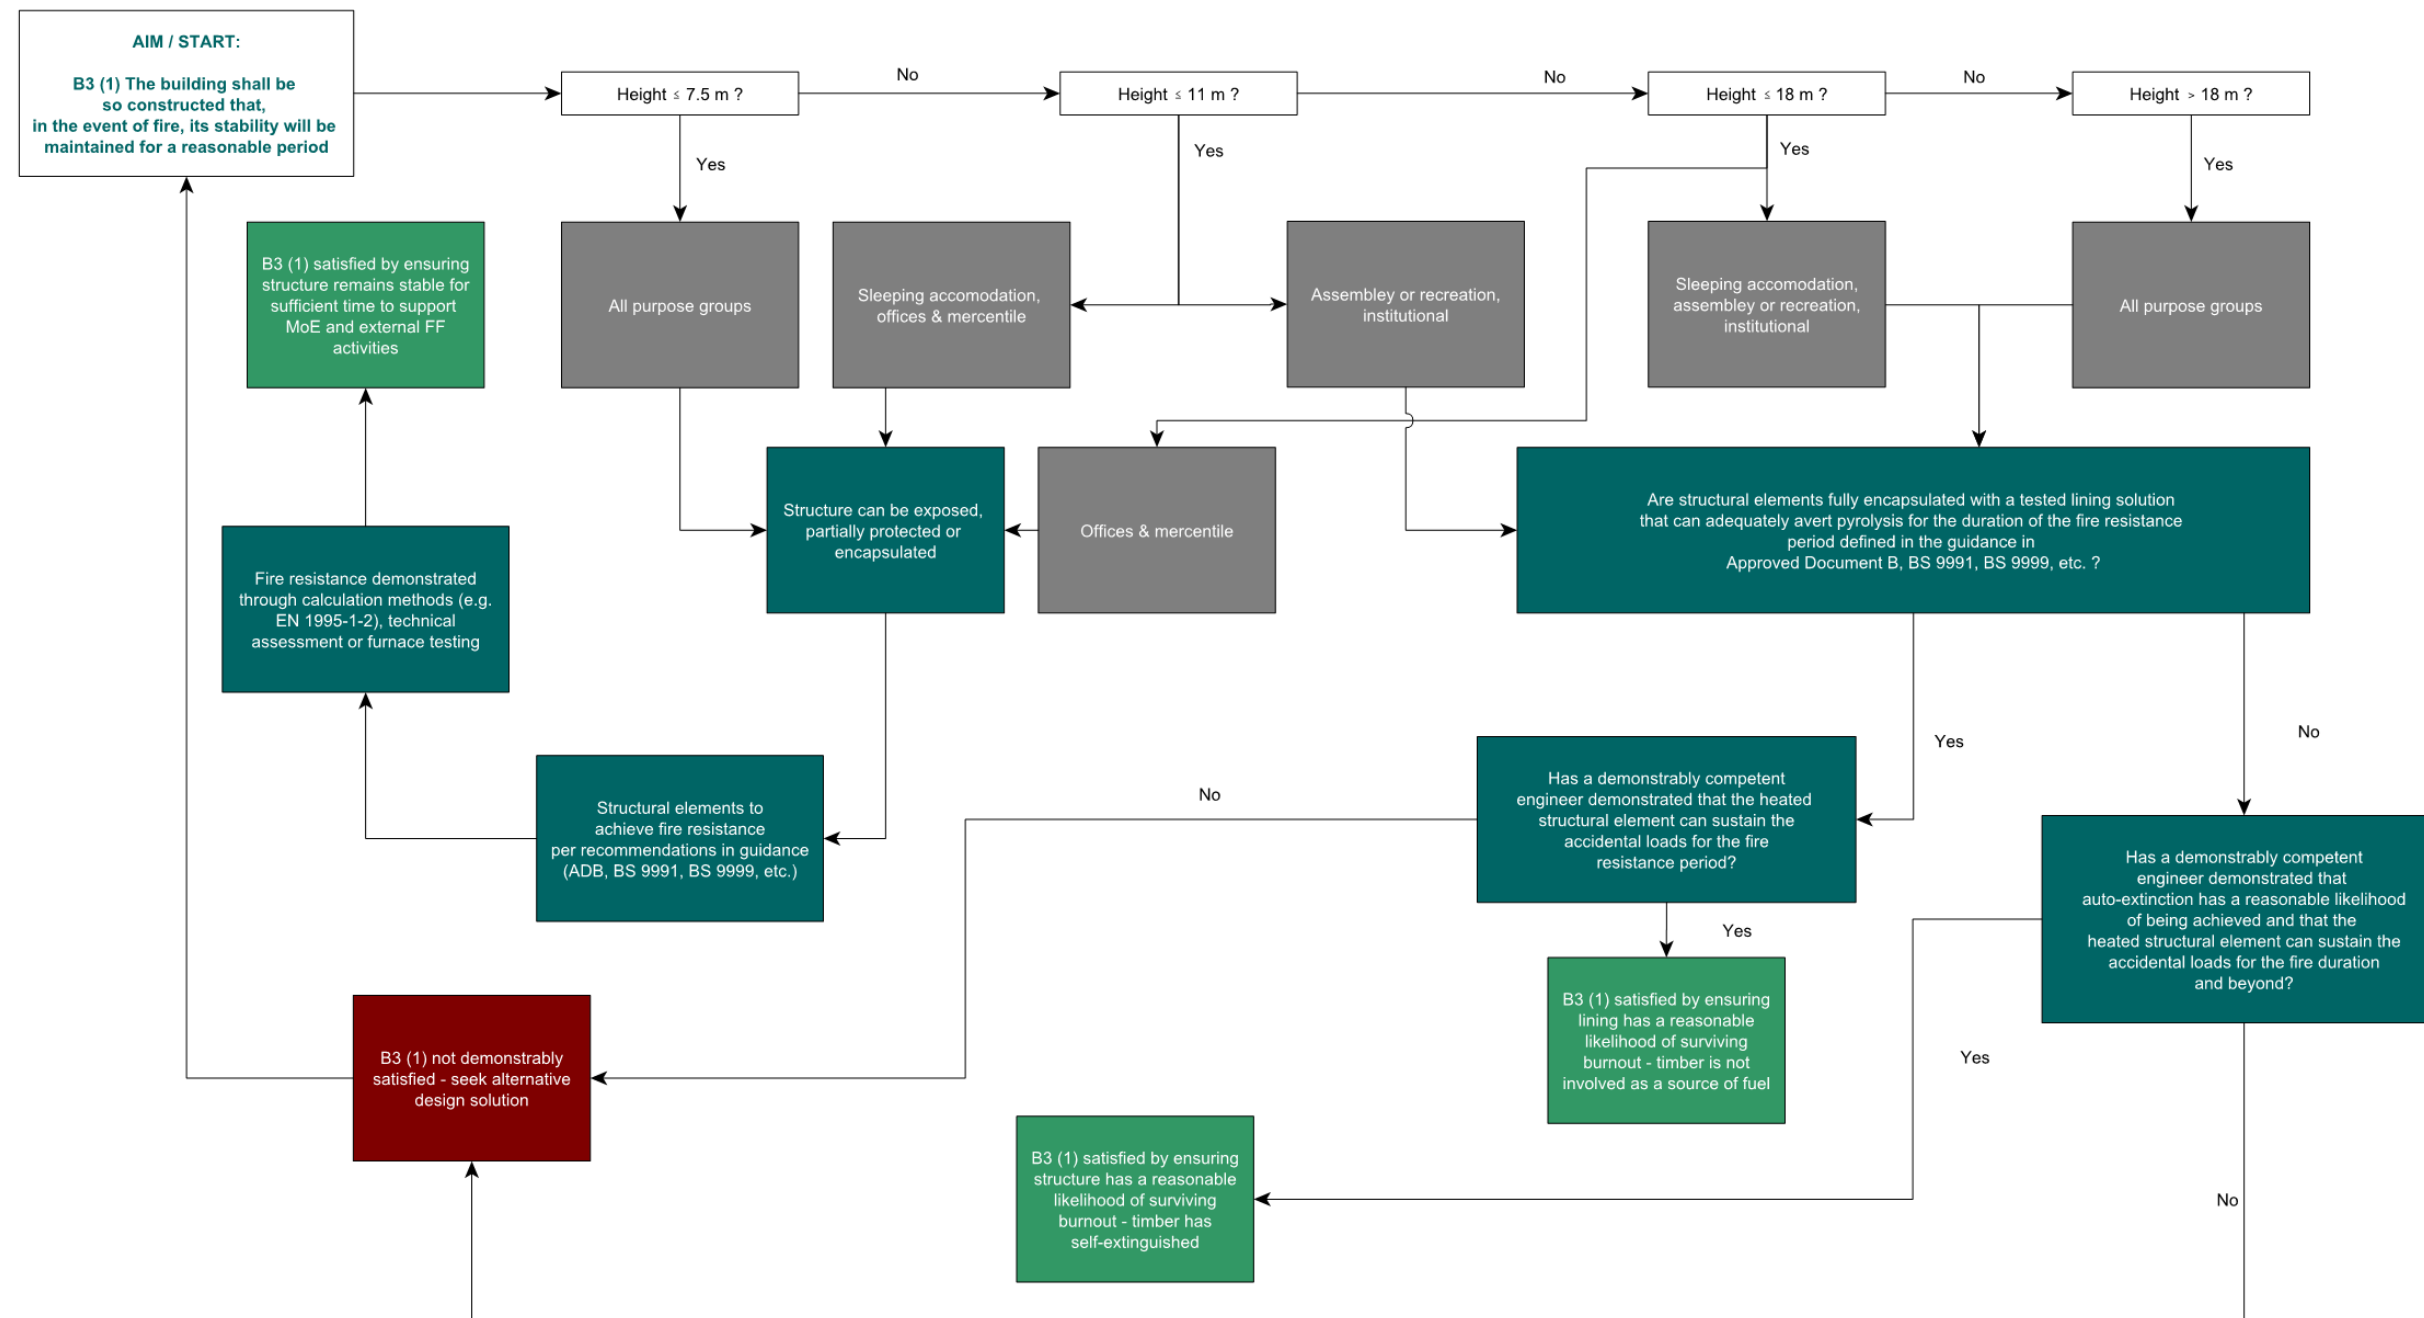 AIM / START:
B3 (1) The building shall be
so constructed that,
in the event of fire, its stability will be
maintained for a reasonable period
Height ≤ 7.5 m ?
No
Height ≤ 11 m ?
No
Height ≤ 18 m ?
No
Height > 18 m ?
Yes
Yes
Yes
Yes
B3 (1) satisfied by ensuring
structure remains stable for
sufficient time to support
MoE and external FF
activities
All purpose groups
Sleeping accomodation,
offices & mercentile
Assembley or recreation,
institutional
Sleeping accomodation,
assembley or recreation,
institutional
All purpose groups
Structure can be exposed,
partially protected or
encapsulated
Offices & mercentile
Are structural elements fully encapsulated with a tested lining solution
that can adequately avert pyrolysis for the duration of the fire resistance
period defined in the guidance in
Approved Document B, BS 9991, BS 9999, etc. ?
Fire resistance demonstrated
through calculation methods (e.g.
EN 1995-1-2), technical
assessment or furnace testing
Yes
No
Structural elements to
achieve fire resistance
per recommendations in guidance
(ADB, BS 9991, BS 9999, etc.)
No
Has a demonstrably competent
engineer demonstrated that the heated
structural element can sustain the
accidental loads for the fire
resistance period?
Has a demonstrably competent
engineer demonstrated that
auto-extinction has a reasonable likelihood
of being achieved and that the
heated structural element can sustain the
accidental loads for the fire duration
and beyond?
Yes
B3 (1) satisfied by ensuring
lining has a reasonable
likelihood of surviving
burnout - timber is not
involved as a source of fuel
Yes
B3 (1) not demonstrably
satisfied - seek alternative
design solution
B3 (1) satisfied by ensuring
structure has a reasonable
likelihood of surviving
burnout - timber has
self-extinguished
No